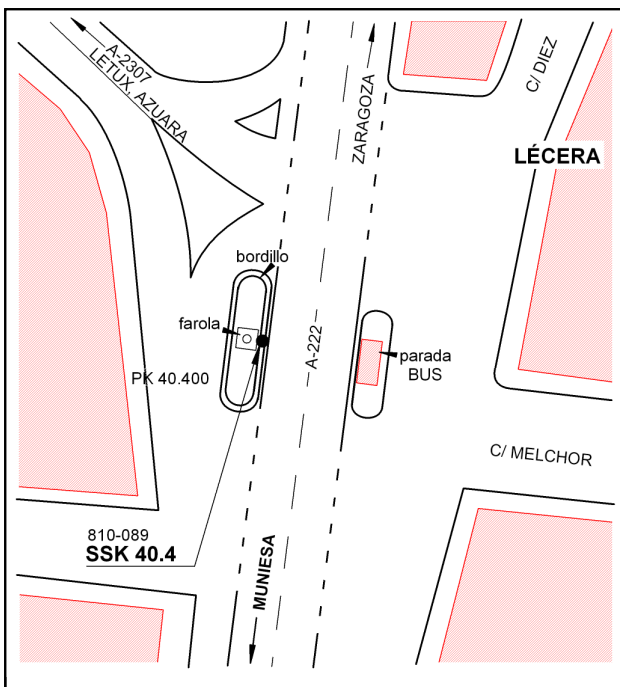 A-2307
LETUX, AZUARA
ZARAGOZA
C/ DIEZ
LÉCERA
bordillo
farola
A-222
parada
BUS
PK 40.400
C/ MELCHOR
810-089
SSK 40.4
MUNIESA